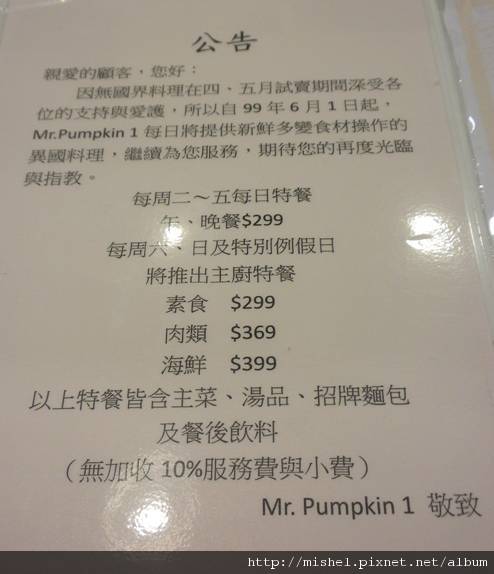 公告
親愛的顧客，您好：
因無國界料理在四、五月試賣期間深受各
位的支持與愛護，所以自 99 年 6 月 1 日起，
Mr.Pumpkin 1 每日將提供新鮮多變食材操作的
異國料理，繼續為您服務，期待您的再度光臨
與指教。
每周二～五每日特餐
午、晚餐$299
每周六、日及特別例假日
將推出主廚特餐
素食 $299
肉類 $369
海鮮 $399
以上特餐皆含主菜、湯品、招牌麵包
及餐後飲料
（無加收 10%服務費與小費）
Mr. Pumpkin 1 敬致
http://mishel.pixnet.net/album